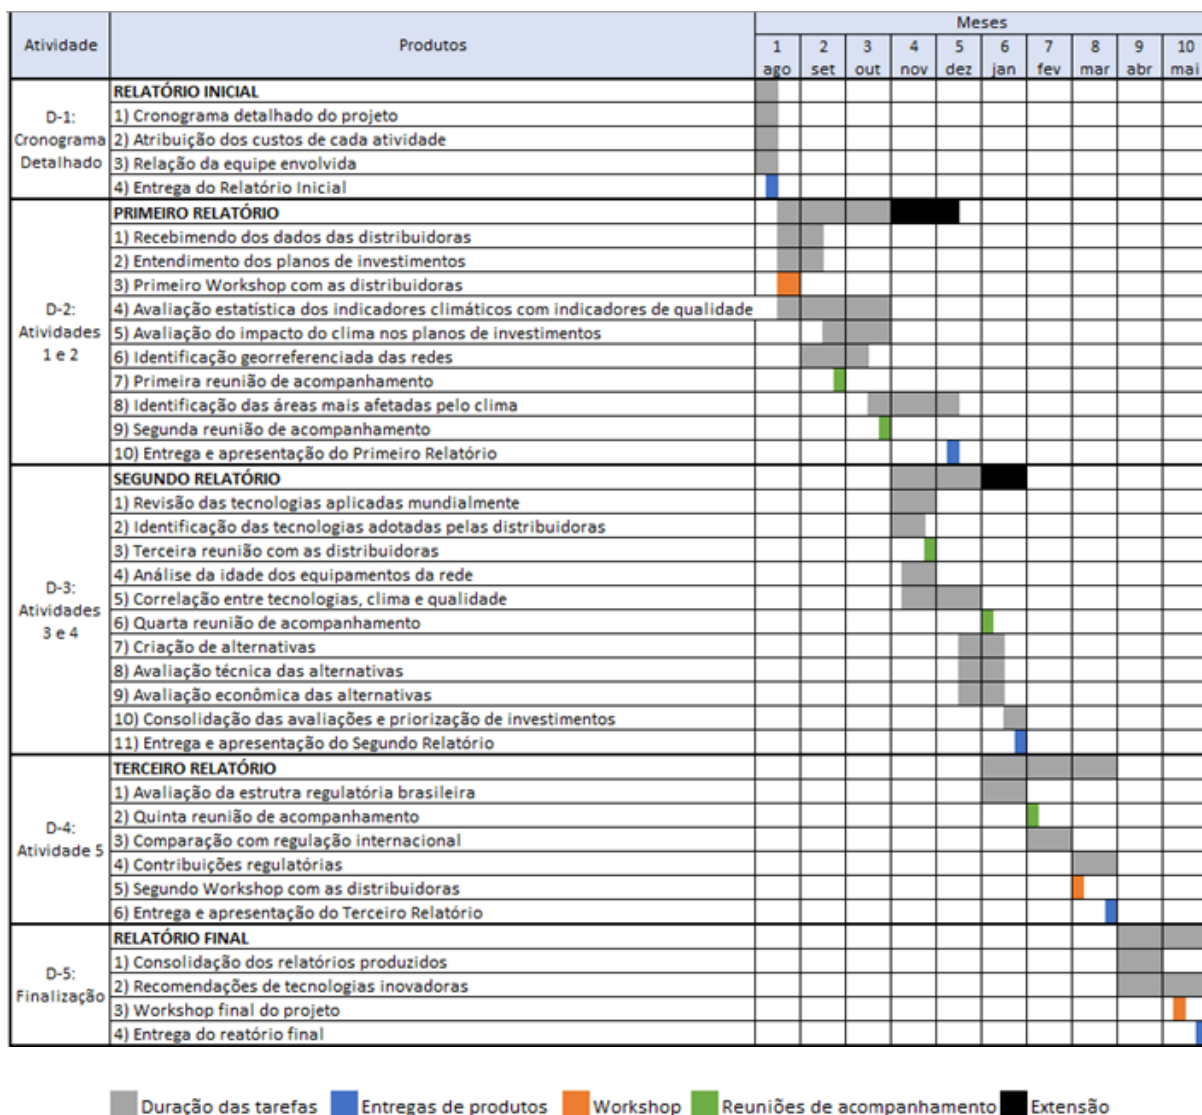 Atividade
Produtos
Meses
1 2 3 4 5 6 7 8 9 10
ago set out nov dez jan fev mar abr mai
D-1:
Cronograma
Detalhado
RELATÓRIO INICIAL
1) Cronograma detalhado do projeto
2) Atribuição dos custos de cada atividade
3) Relação da equipe envolvida
4) Entrega do Relatório Inicial
D-2:
Atividades
1 e 2
PRIMEIRO RELATÓRIO
1) Recebimendo dos dados das distribuidoras
2) Entendimento dos planos de investimentos
3) Primeiro Workshop com as distribuidoras
4) Avaliação estatística dos indicadores climáticos com indicadores de qualidade
5) Avaliação do impacto do clima nos planos de investimentos
6) Identificação georreferenciada das redes
7) Primeira reunião de acompanhamento
8) Identificação das áreas mais afetadas pelo clima
9) Segunda reunião de acompanhamento
10) Entrega e apresentação do Primeiro Relatório
D-3:
Atividades
3 e 4
SEGUNDO RELATÓRIO
1) Revisão das tecnologias aplicadas mundialmente
2) Identificação das tecnologias adotadas pelas distribuidoras
3) Terceira reunião com as distribuidoras
4) Análise da idade dos equipamentos da rede
5) Correlação entre tecnologias, clima e qualidade
6) Quarta reunião de acompanhamento
7) Criação de alternativas
8) Avaliação técnica das alternativas
9) Avaliação econômica das alternativas
10) Consolidação das avaliações e priorização de investimentos
11) Entrega e apresentação do Segundo Relatório
D-4:
Atividade 5
TERCEIRO RELATÓRIO
1) Avaliação da estrutra regulatória brasileira
2) Quinta reunião de acompanhamento
3) Comparação com regulação internacional
4) Contribuições regulatórias
5) Segundo Workshop com as distribuidoras
6) Entrega e apresentação do Terceiro Relatório
D-5:
Finalização
RELATÓRIO FINAL
1) Consolidação dos relatórios produzidos
2) Recomendações de tecnologias inovadoras
3) Workshop final do projeto
4) Entrega do reatório final
Duração das tarefas Entregas de produtos Workshop Reuniões de acompanhamento Extensão